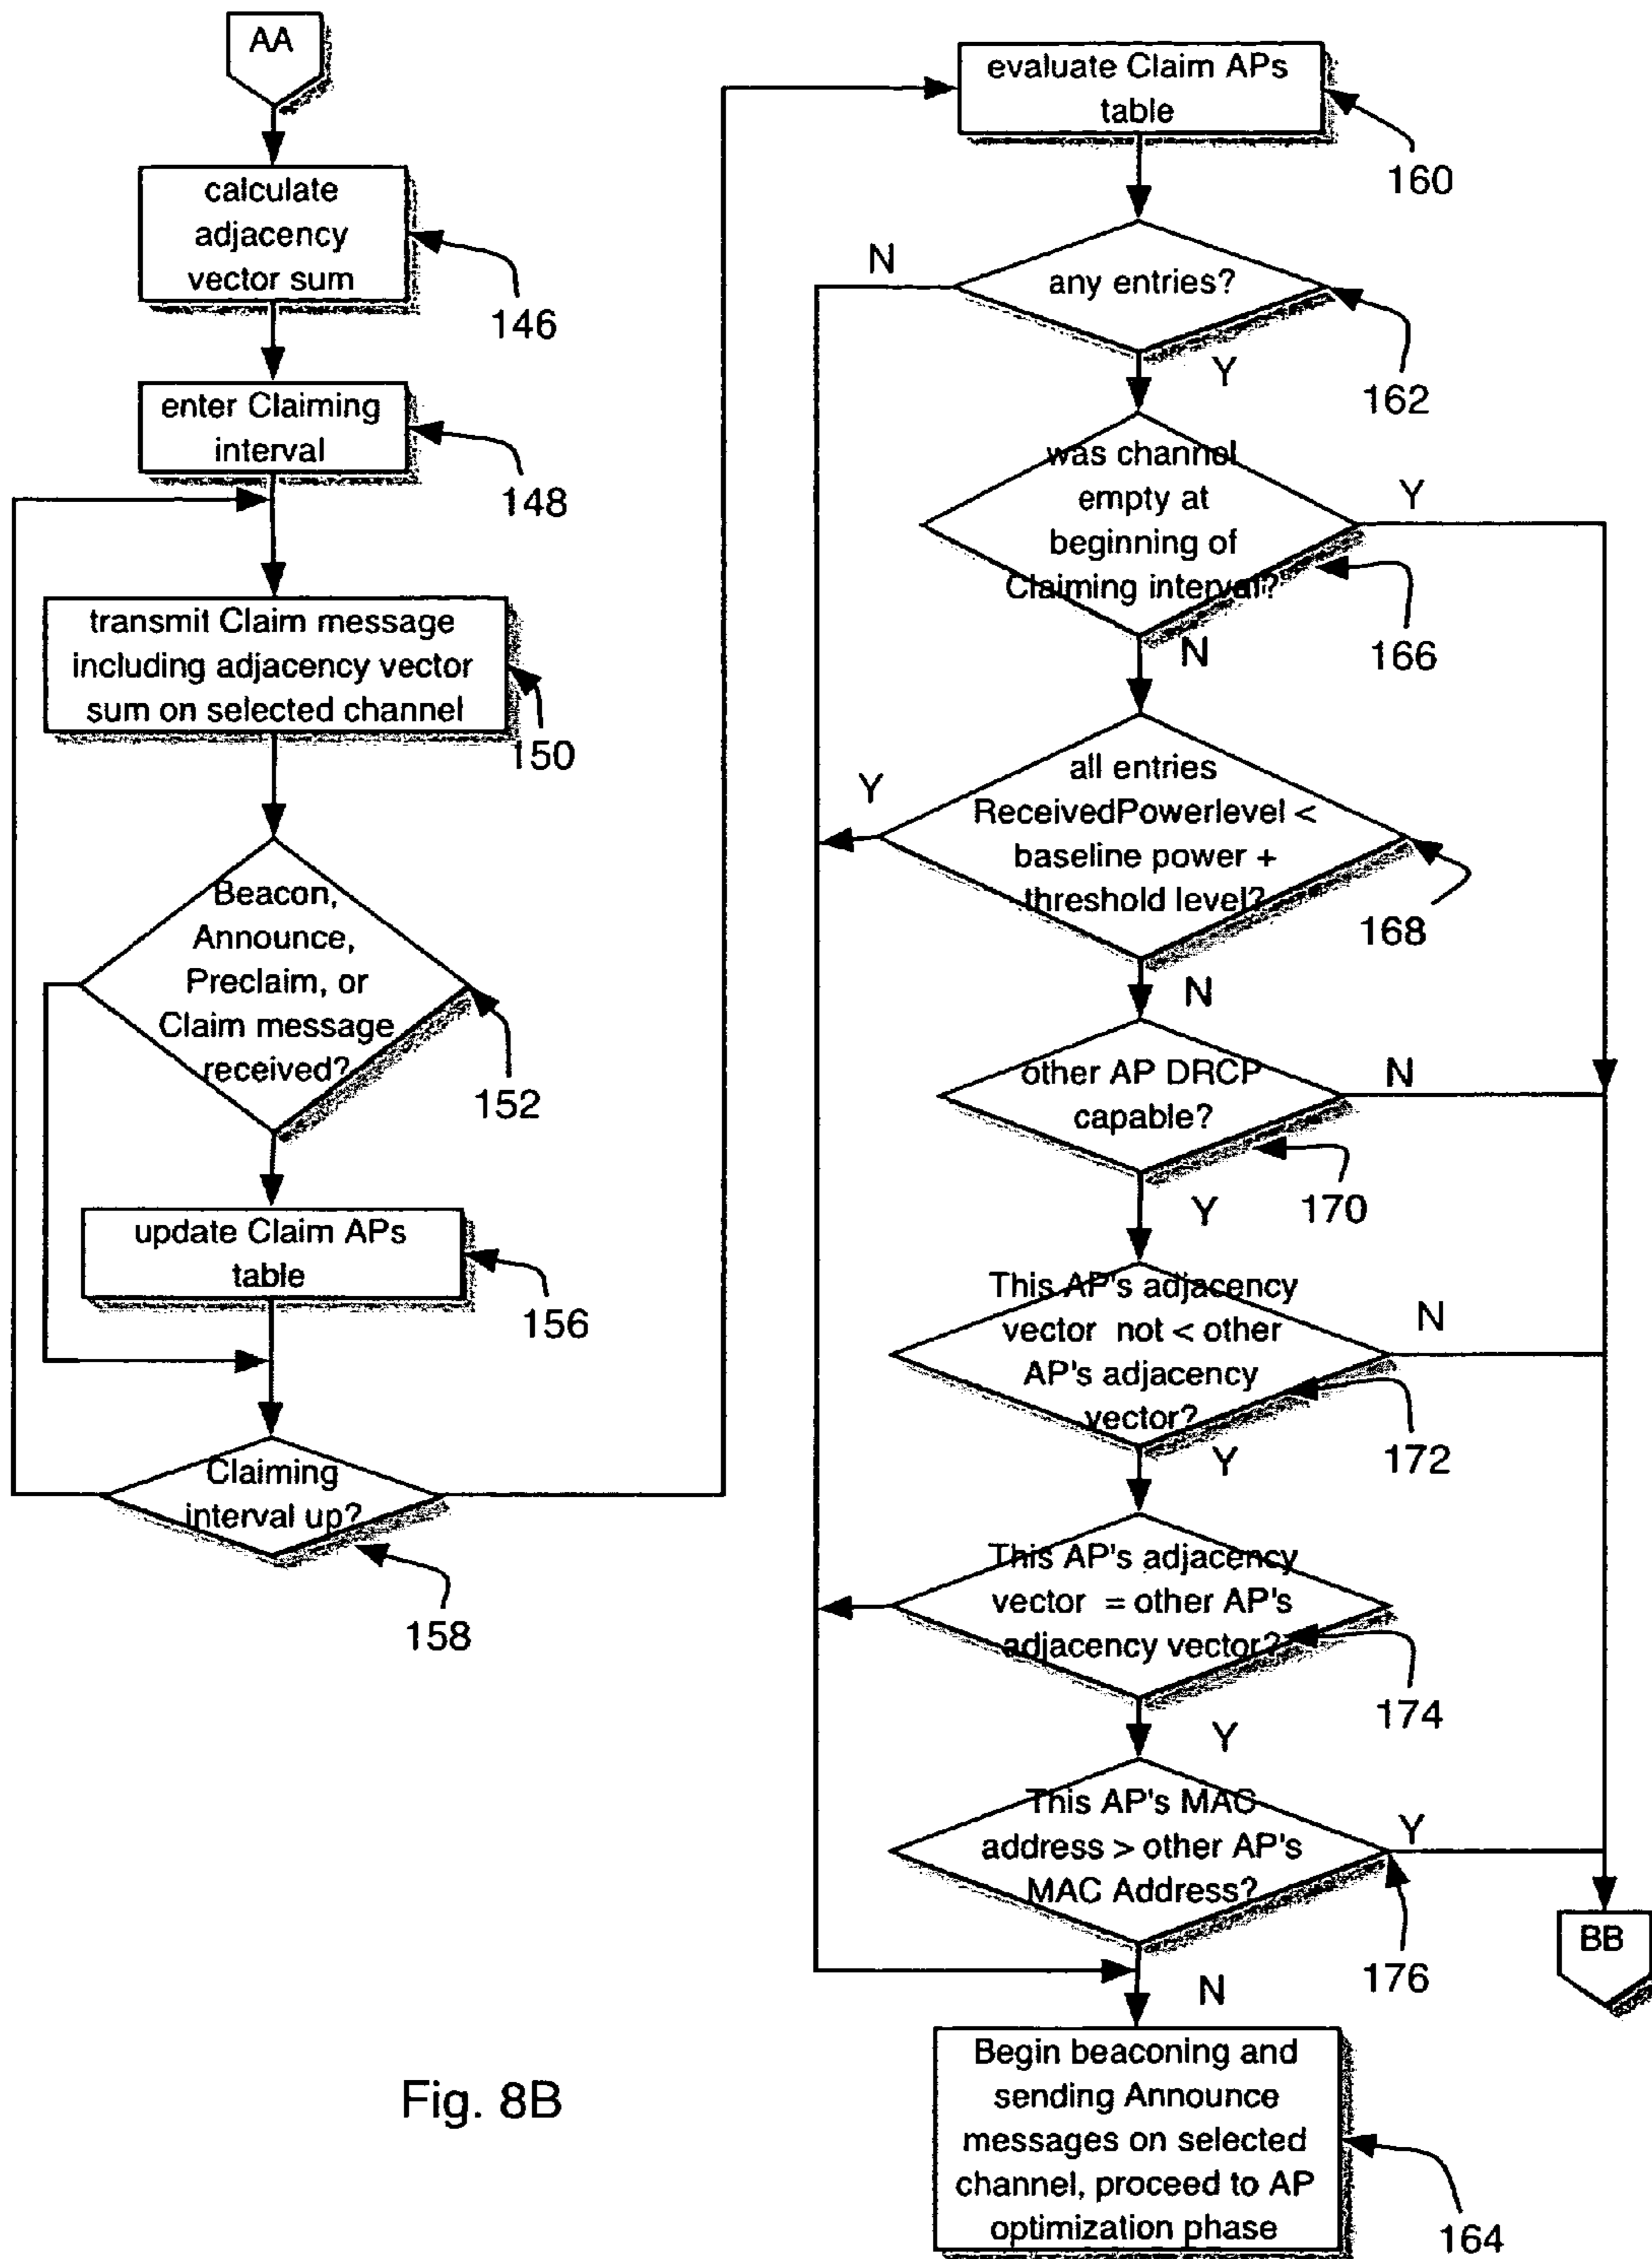 AA
calculate
adjacency
vector sum
146
enter Claiming
interval
148
transmit Claim message
including adjacency vector
sum on selected channel
150
Beacon,
Announce,
Preclaim, or
Claim message
received?
152
update Claim APs
table
156
Claiming
interval up?
158
evaluate Claim APs
table
160
any entries?
N
Y
162
was channel
empty at
beginning of
Claiming interval?
Y
N
166
all entries
ReceivedPowerlevel <
baseline power +
threshold level?
Y
N
168
other AP DRCP
capable?
N
Y
170
This AP's adjacency
vector not < other
AP's adjacency
vector?
N
Y
172
This AP's adjacency
vector = other AP's
adjacency vector?
Y
174
This AP's MAC
address > other AP's
MAC Address?
Y
N
176
BB
Begin beaconing and
sending Announce
messages on selected
channel, proceed to AP
optimization phase
164
Fig. 8B